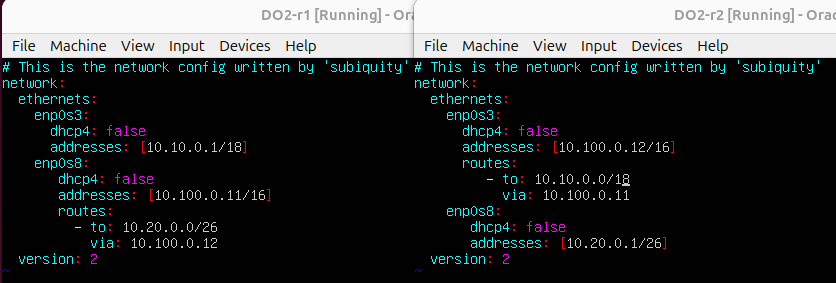 DO2-r1 [Running] - Ora
File Machine View Input Devices Help
# This is the network config written by 'subiquity'
network:
  ethernets:
    enp0s3:
      dhcp4: false
      addresses: [10.10.0.1/18]
    enp0s8:
      dhcp4: false
      addresses: [10.100.0.11/16]
      routes:
        - to: 10.20.0.0/26
          via: 10.100.0.12
  version: 2
~
DO2-r2 [Running] - Orac
File Machine View Input Devices Help
# This is the network config written by 'subiquity'
network:
  ethernets:
    enp0s3:
      dhcp4: false
      addresses: [10.100.0.12/16]
      routes:
        - to: 10.10.0.0/18
          via: 10.100.0.11
    enp0s8:
      dhcp4: false
      addresses: [10.20.0.1/26]
  version: 2
~